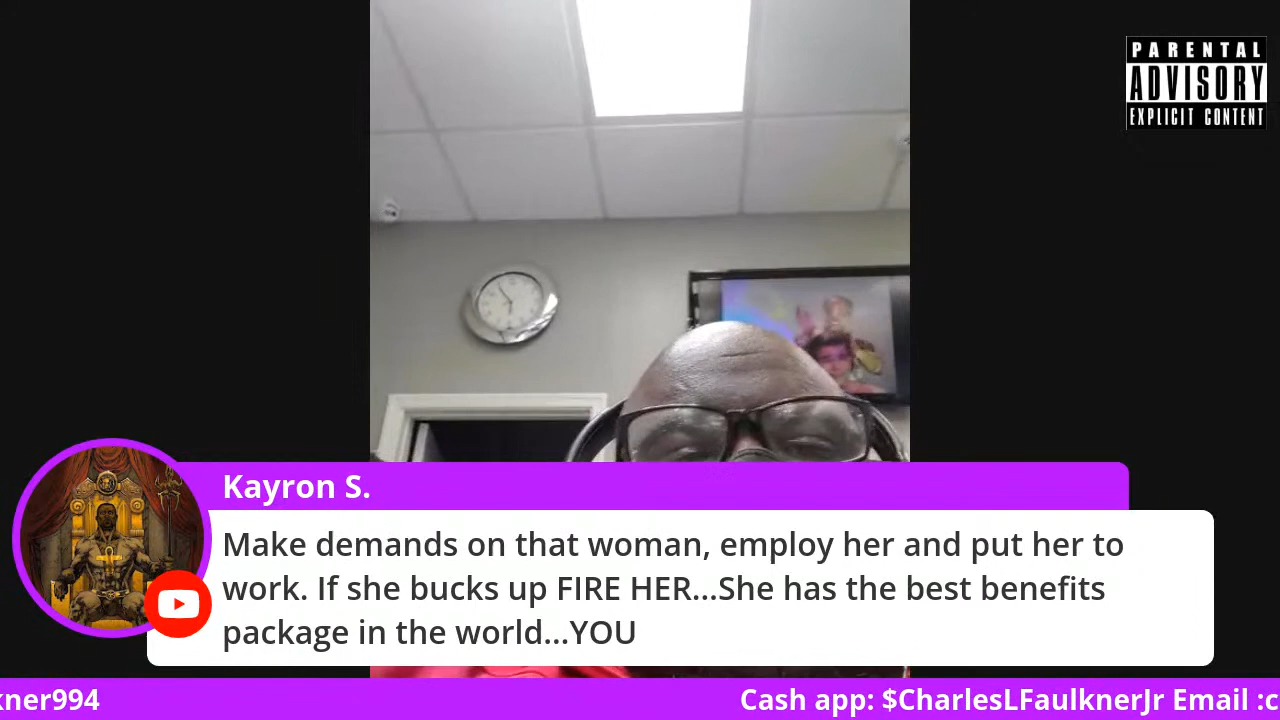 PARENTAL
ADVISORY
EXPLICIT CONTENT
Kayron S.
Make demands on that woman, employ her and put her to
work. If she bucks up FIRE HER...She has the best benefits
package in the world...YOU
kner994 Cash app: $CharlesLFaulknerJr Email :c